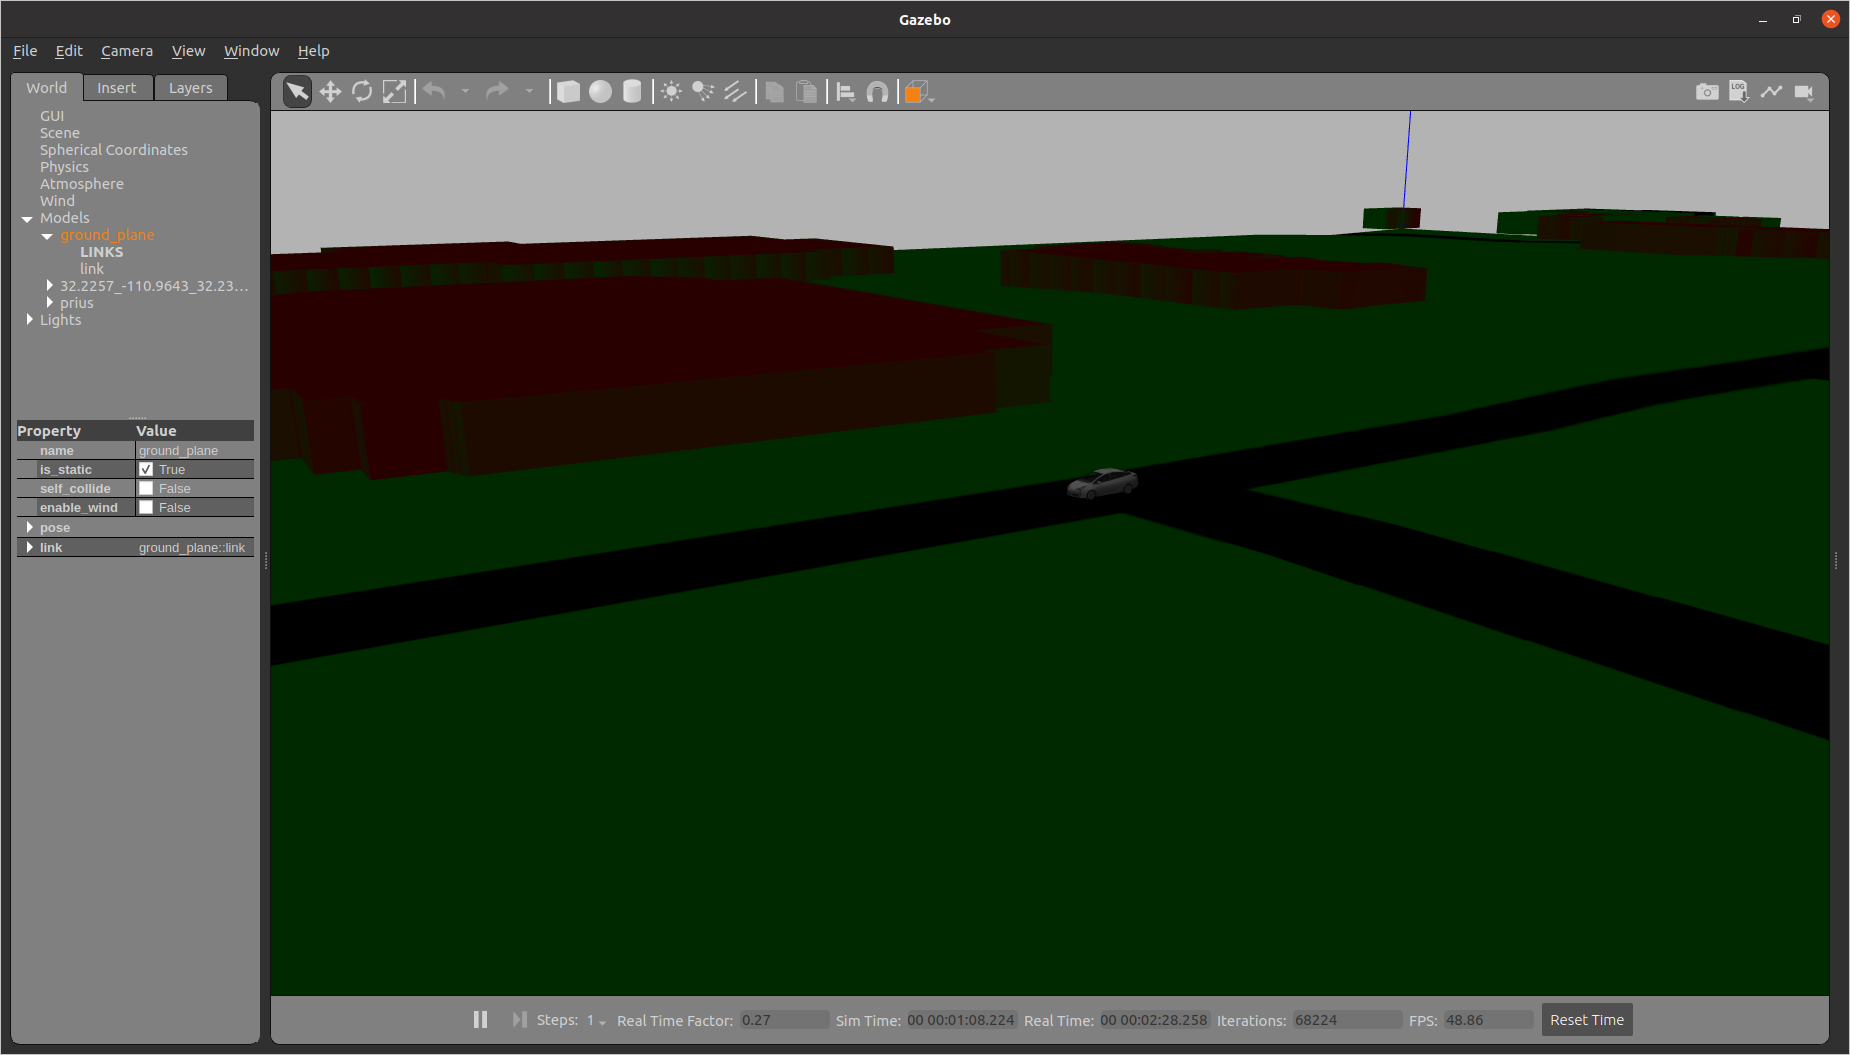 Gazebo
File Edit Camera View Window Help
World Insert Layers
LOG
GUI
Scene
Spherical Coordinates
Physics
Atmosphere
Wind
Models
ground_plane
LINKS
link
32.2257_-110.9643_32.23...
prius
Lights
Property Value
name ground_plane
is_static True
self_collide False
enable_wind False
pose
link ground_plane::link
Steps: 1 Real Time Factor: 0.27 Sim Time: 00 00:01:08.224 Real Time: 00 00:02:28.258 Iterations: 68224 FPS: 48.86 Reset Time